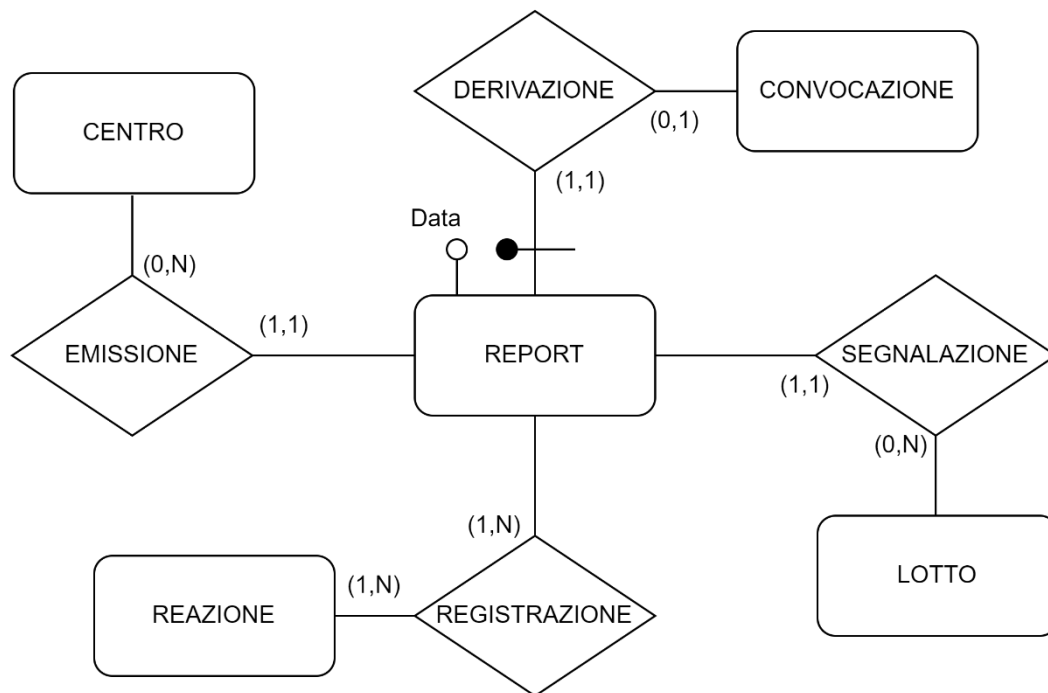 DERIVAZIONE
CONVOCAZIONE
CENTRO
(0,1)
(1,1)
Data
(0,N)
(1,1)
EMISSIONE
REPORT
SEGNALAZIONE
(1,1)
(0,N)
(1,N)
LOTTO
(1,N)
REAZIONE
REGISTRAZIONE